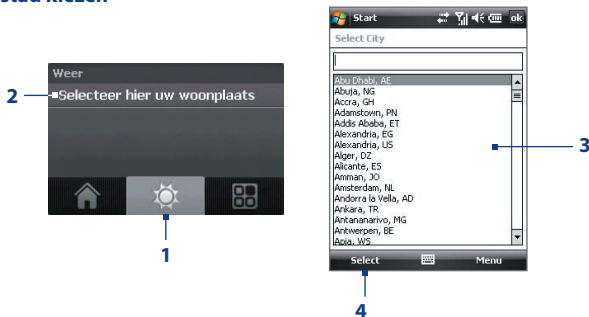 stad kiezen
Weer
2
Selecteer hier uw woonplaats
1
Start
ok
Select City
Abu Dhabi, AE
Abuja, NG
Accra, GH
Adamstown, PN
Addis Ababa, ET
Alexandria, EG
Alexandria, US
Alger, DZ
Alicante, ES
Amman, JO
Amsterdam, NL
Andorra la Vella, AD
Ankara, TR
Antananarivo, MG
Antwerpen, BE
Apia, WS
3
Select
Menu
4